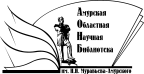 Амурская
Областная
Научная
Библиотека
им. Н.Н. Муравьева-Амурского